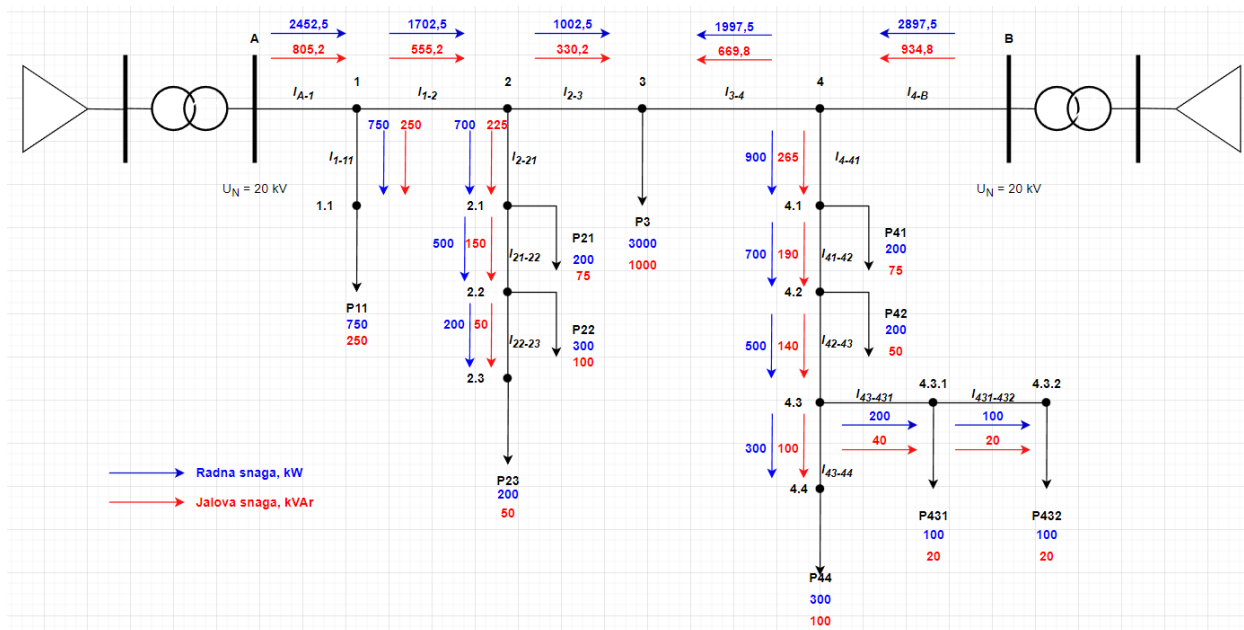 2452,5 1702,5 1002,5 1997,5 2897,5
A 805,2 555,2 330,2 669,8 934,8 B
1 2 3 4
I_A-1 I_1-2 I_2-3 I_3-4 I_4-B
750 250 700 225
I_1-11 I_2-21 900 265 I_4-41
U_N = 20 kV U_N = 20 kV
1.1 2.1 4.1
P3
3000
1000
500 150 I_21-22
P21
200
75
700 190 I_41-42
P41
200
75
2.2 4.2
P11
750
250
200 50 I_22-23
P22
300
100
500 140 I_42-43
P42
200
50
2.3
4.3 I_43-431 4.3.1 I_431-432 4.3.2
200 100
40 20
300 100 I_43-44
Radna snaga, kW
Jalova snaga, kVAr
P23
200
50
4.4
P431
100
20
P432
100
20
P44
300
100